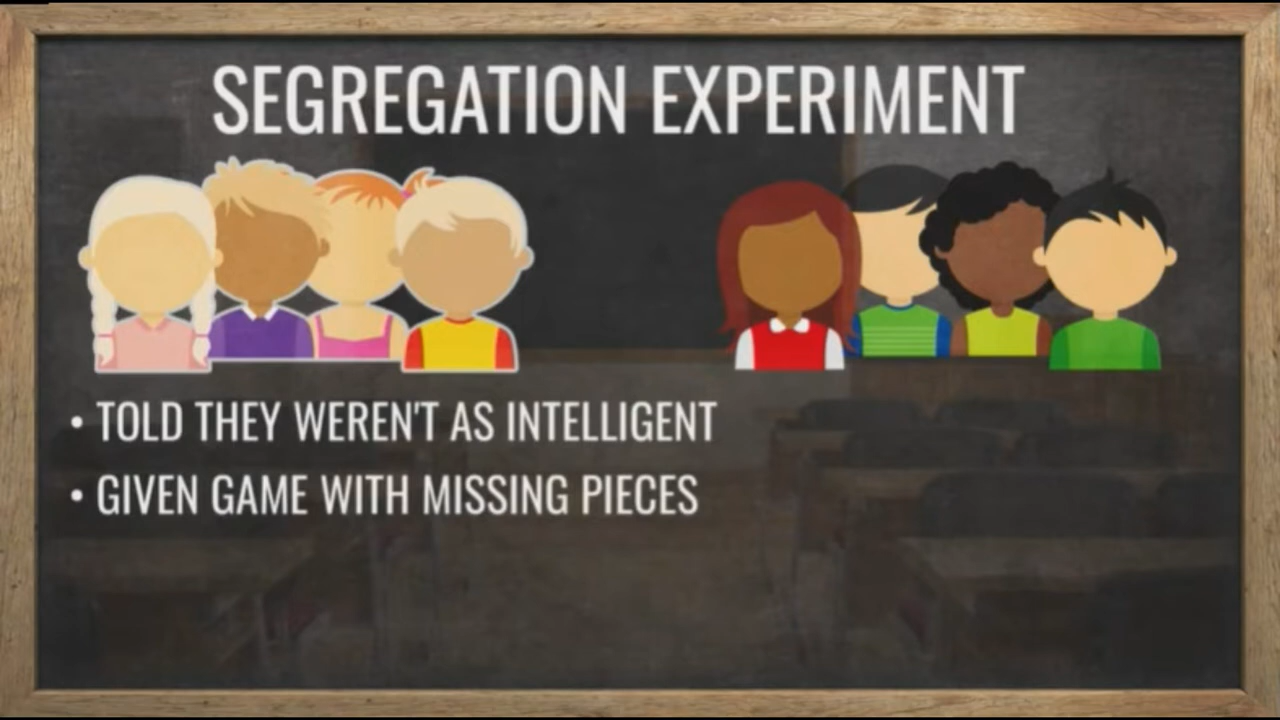 SEGREGATION EXPERIMENT
• TOLD THEY WEREN'T AS INTELLIGENT
• GIVEN GAME WITH MISSING PIECES